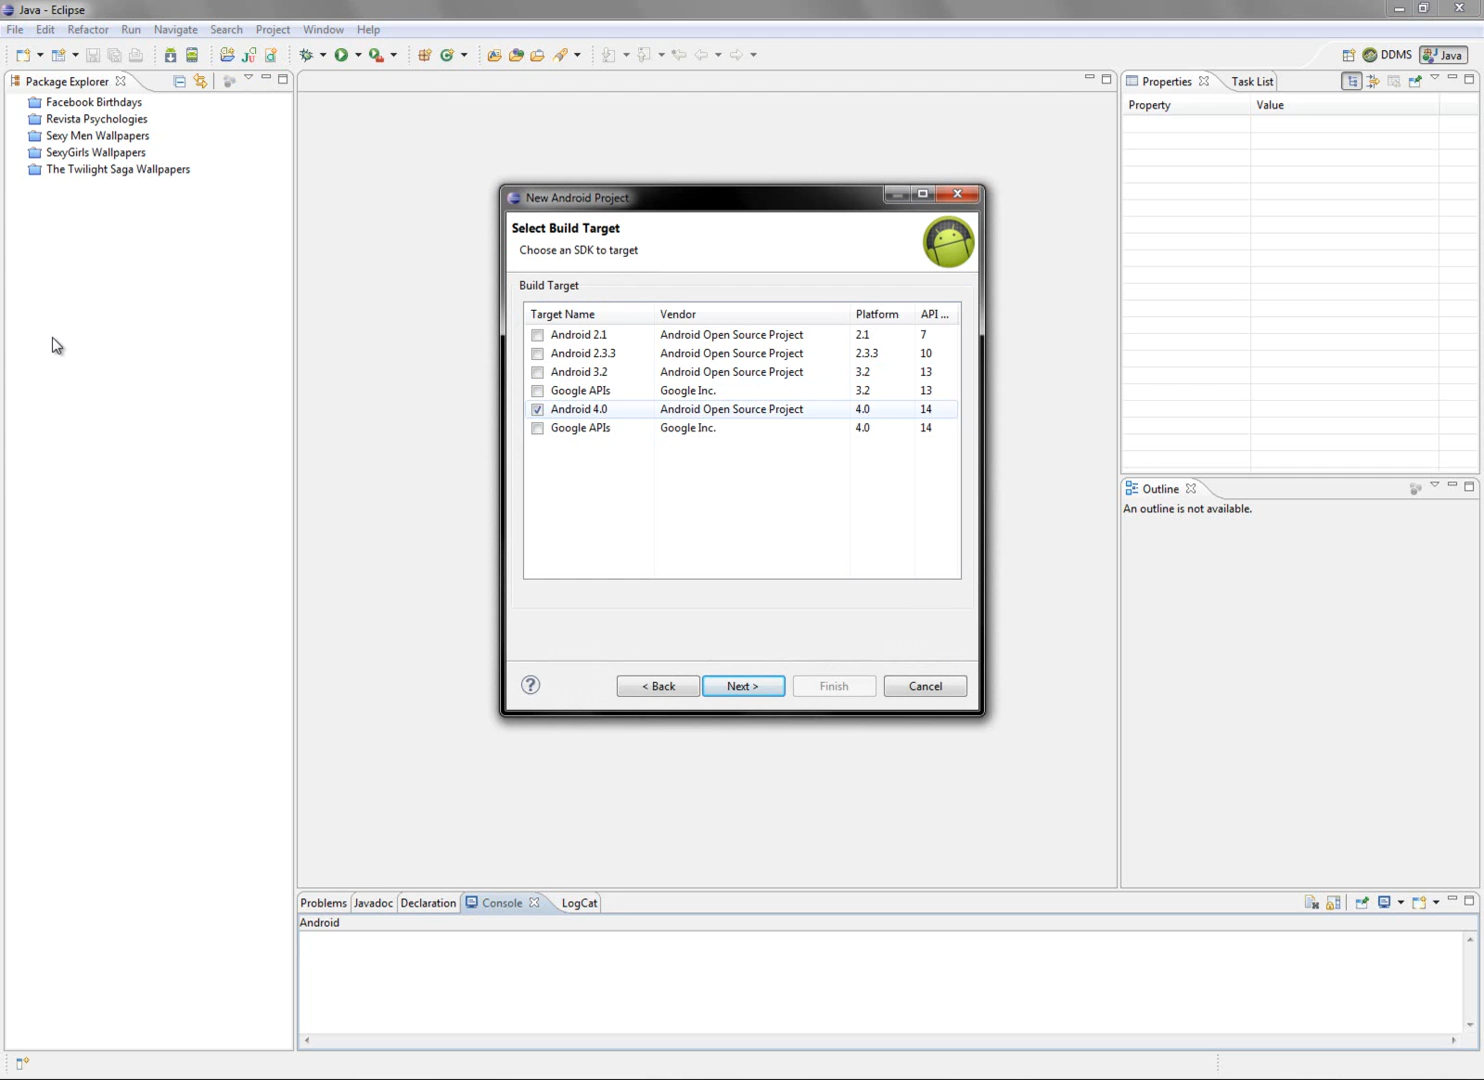 Java - Eclipse
File Edit Refactor Run Navigate Search Project Window Help
DDMS Java
Package Explorer
Facebook Birthdays
Revista Psychologies
Sexy Men Wallpapers
SexyGirls Wallpapers
The Twilight Saga Wallpapers
New Android Project
Select Build Target
Choose an SDK to target
Build Target
Target Name Vendor Platform API ...
Android 2.1 Android Open Source Project 2.1 7
Android 2.3.3 Android Open Source Project 2.3.3 10
Android 3.2 Android Open Source Project 3.2 13
Google APIs Google Inc. 3.2 13
Android 4.0 Android Open Source Project 4.0 14
Google APIs Google Inc. 4.0 14
? < Back Next > Finish Cancel
Properties Task List
Property Value
Outline
An outline is not available.
Problems Javadoc Declaration Console LogCat
Android